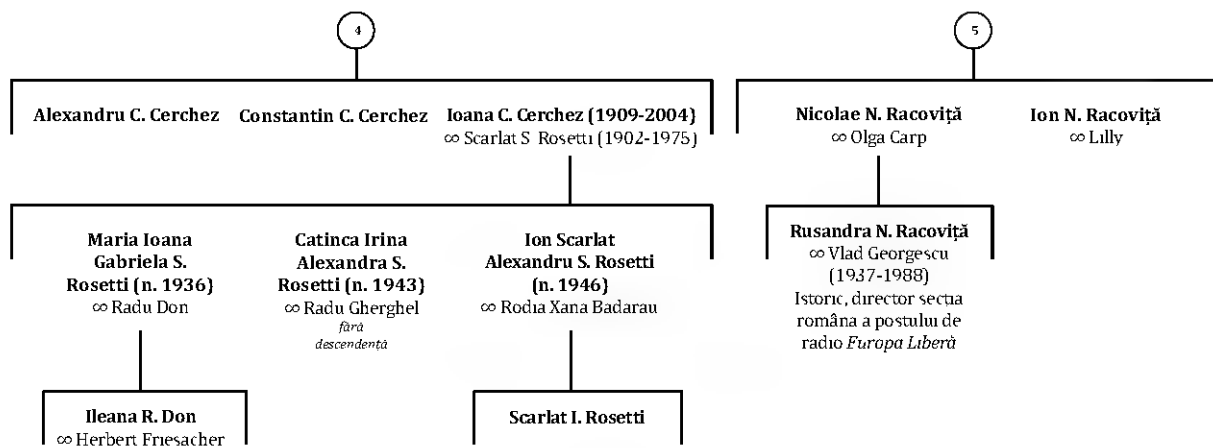 4
5
Alexandru C. Cerchez
Constantin C. Cerchez
Ioana C. Cerchez (1909-2004)
∞ Scarlat S Rosetti (1902-1975)
Nicolae N. Racoviță
∞ Olga Carp
Ion N. Racoviță
∞ Lilly
Maria Ioana
Gabriela S.
Rosetti (n. 1936)
∞ Radu Don
Catinca Irina
Alexandra S.
Rosetti (n. 1943)
∞ Radu Gherghel
fără
descendență
Ion Scarlat
Alexandru S. Rosetti
(n. 1946)
∞ Rodia Xana Badarau
Rusandra N. Racoviță
∞ Vlad Georgescu
(1937-1988)
Istoric, director secția
română a postului de
radio Europa Liberă
Ileana R. Don
∞ Herbert Friesacher
Scarlat I. Rosetti